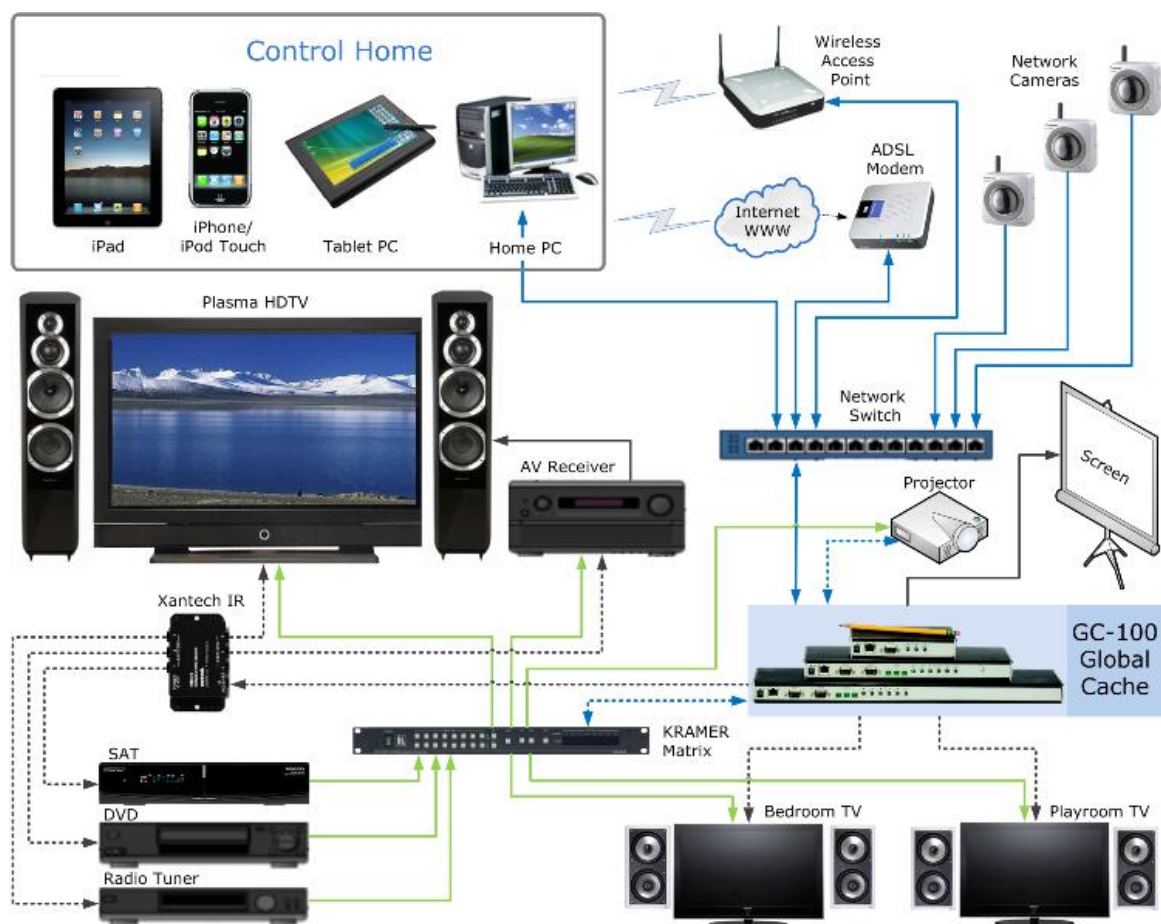 Control Home
iPad
iPhone/
iPod Touch
Tablet PC
Home PC
Wireless
Access
Point
Network
Cameras
ADSL
Modem
Internet
WWW
Plasma HDTV
Network
Switch
AV Receiver
Projector
Screen
Xantech IR
GC-100
Global
Cache
KRAMER
Matrix
SAT
DVD
Radio Tuner
Bedroom TV
Playroom TV